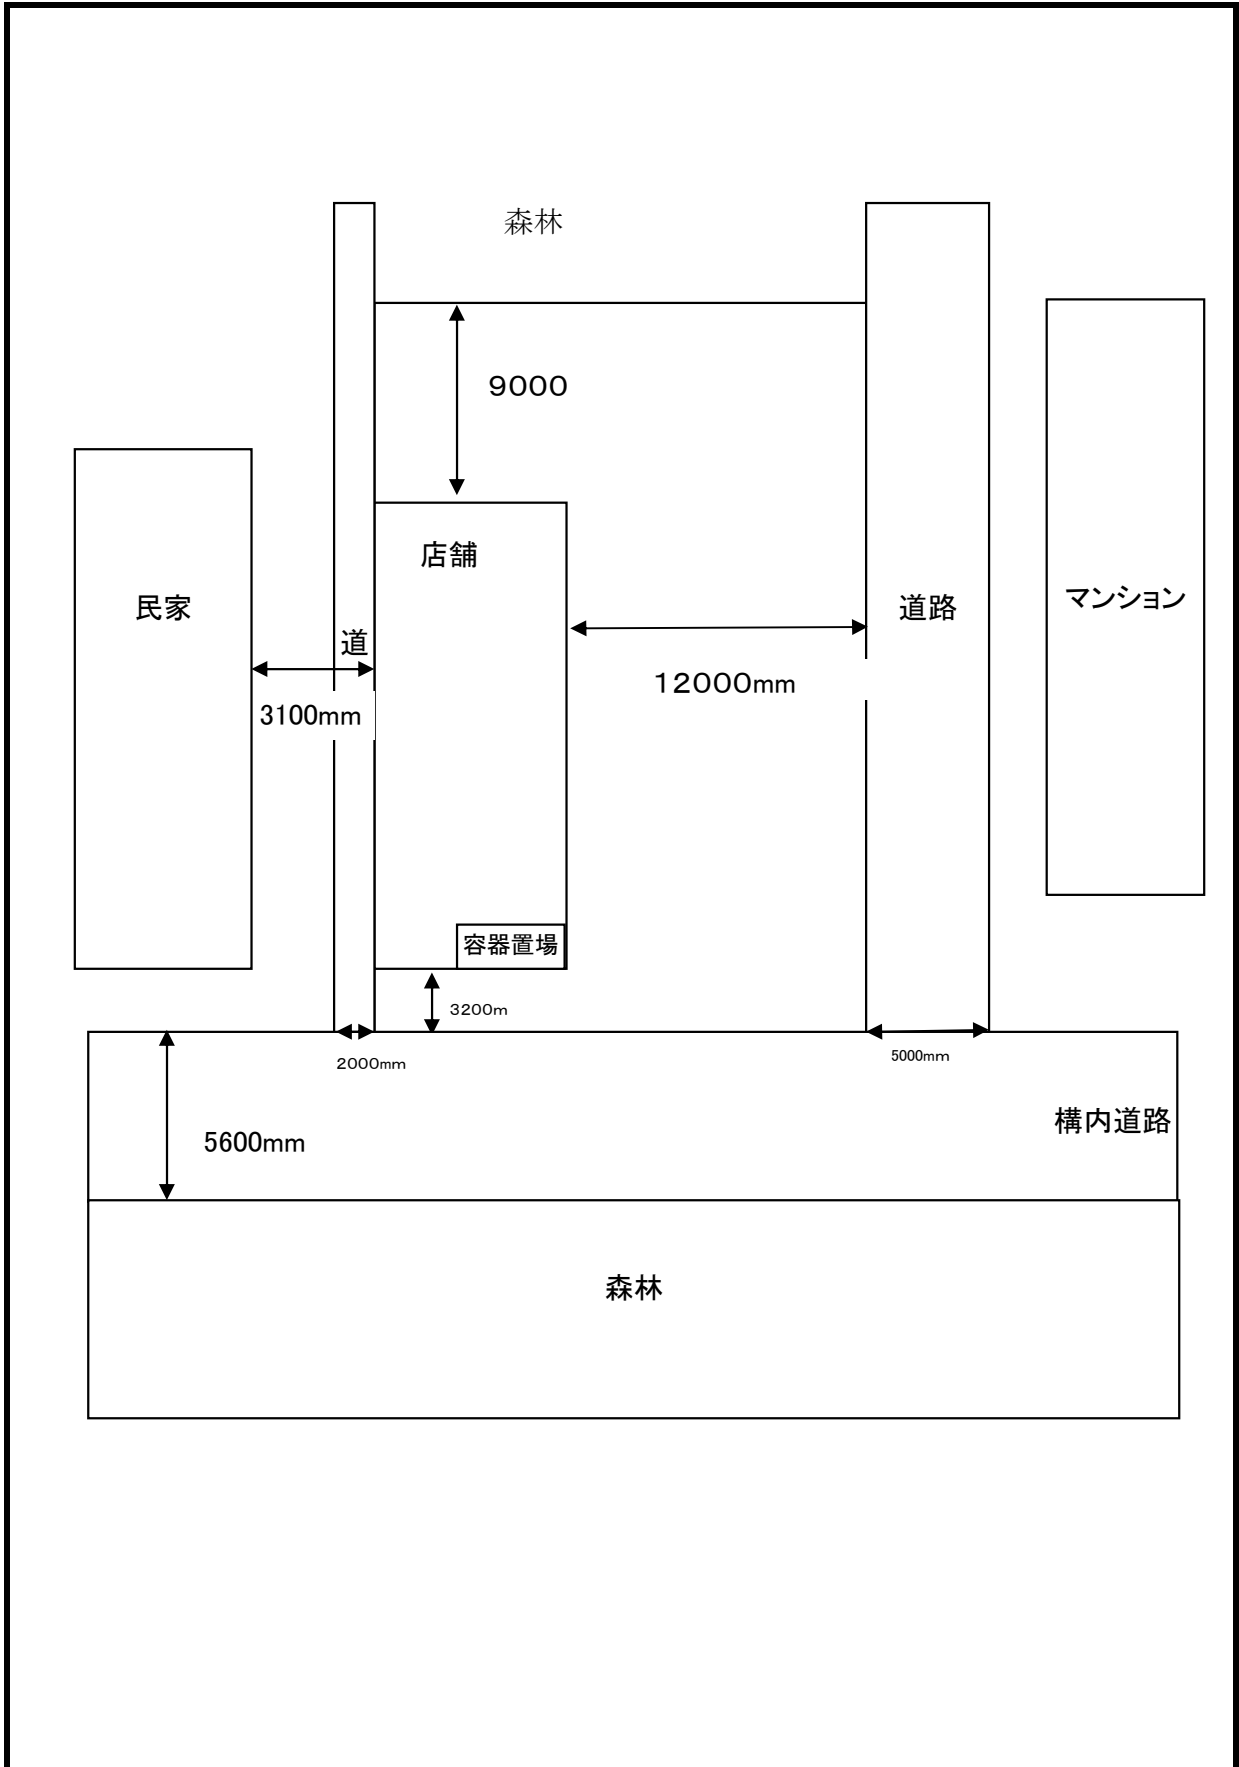 森林
９０００
店舗
民家
マンション
道路
道
１２０００mm
3100mm
容器置場
３２００m
２０００mm
5000mm
構内道路
5600mm
森林